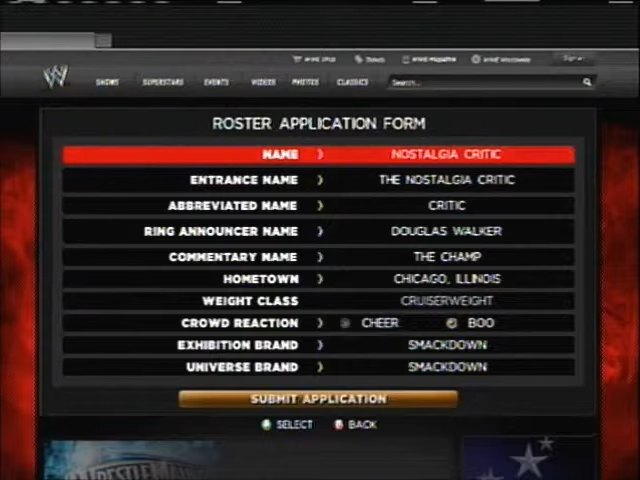 SHOWS SUPERSTARS EVENTS VIDEOS PHOTOS CLASSICS Search...
ROSTER APPLICATION FORM
NAME NOSTALGIA CRITIC
ENTRANCE NAME THE NOSTALGIA CRITIC
ABBREVIATED NAME CRITIC
RING ANNOUNCER NAME DOUGLAS WALKER
COMMENTARY NAME THE CHAMP
HOMETOWN CHICAGO, ILLINOIS
WEIGHT CLASS CRUISERWEIGHT
CROWD REACTION CHEER BOO
EXHIBITION BRAND SMACKDOWN
UNIVERSE BRAND SMACKDOWN
SUBMIT APPLICATION
SELECT BACK
WRESTLEMANIA